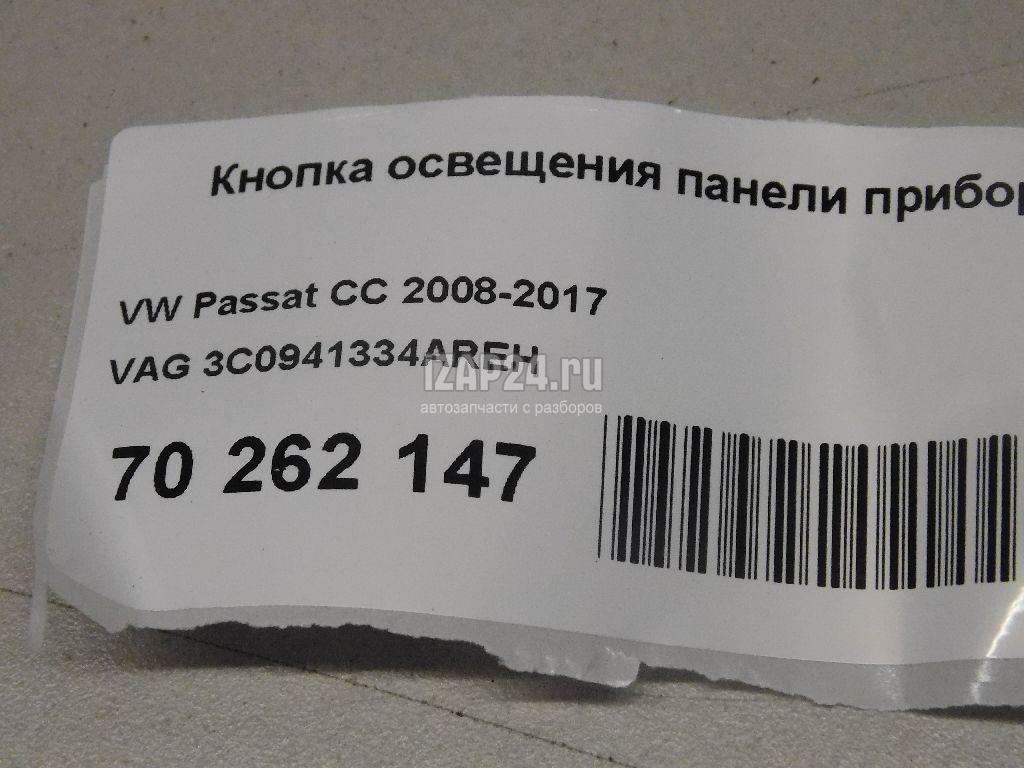 Кнопка освещения панели прибор
VW Passat CC 2008-2017
VAG 3C0941334AREH
1ZAP24.ru
автозапчасти с разборов
70 262 147